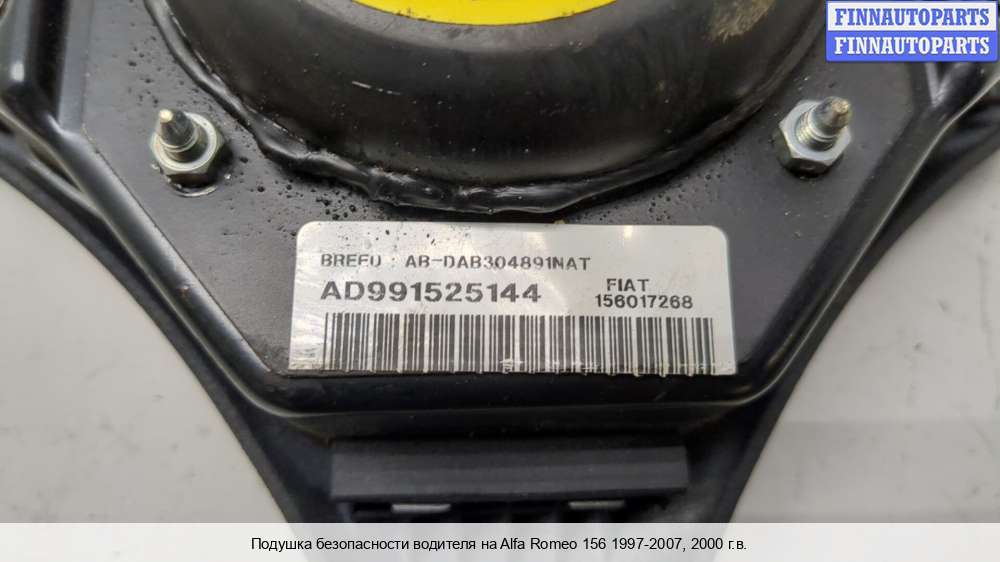 FINNAUTOPARTS
FINNAUTOPARTS
BREFU : AB-DAB304891NAT
AD991525144
FIAT
156017268
Подушка безопасности водителя на Alfa Romeo 156 1997-2007, 2000 г.в.